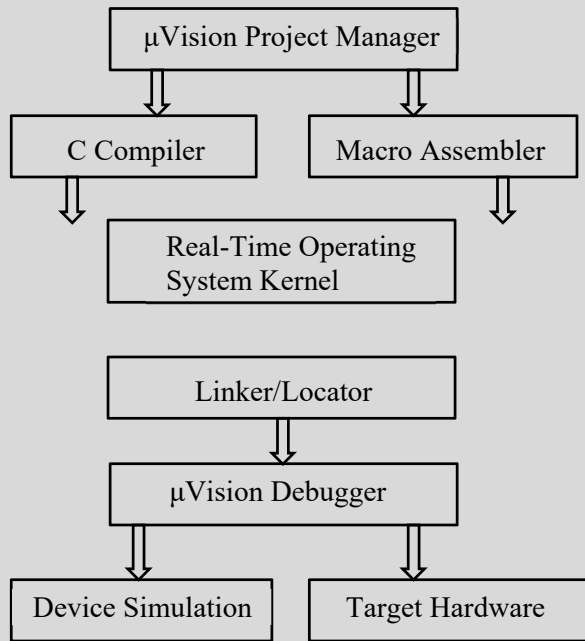 μVision Project Manager
C Compiler
Macro Assembler
Real-Time Operating
System Kernel
Linker/Locator
μVision Debugger
Device Simulation
Target Hardware